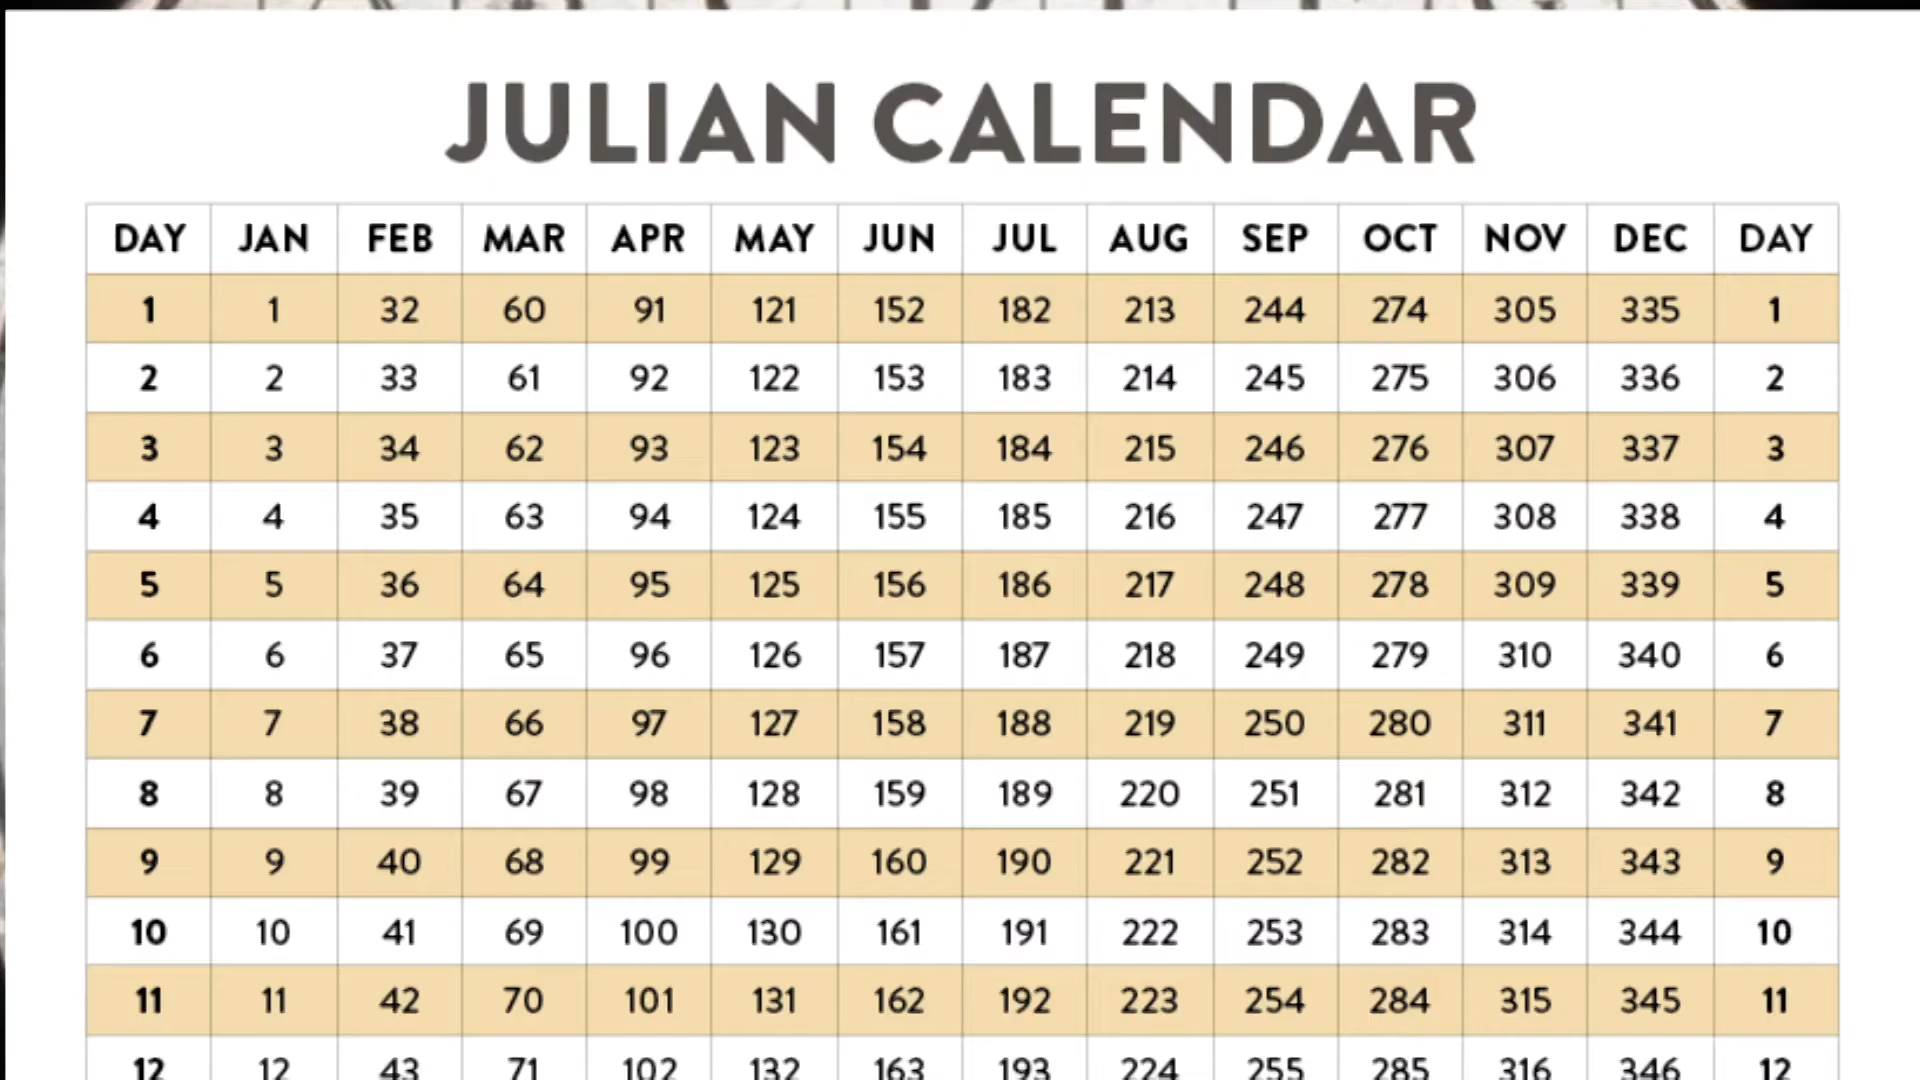 JULIAN CALENDAR
DAY JAN FEB MAR APR MAY JUN JUL AUG SEP OCT NOV DEC DAY
1 1 32 60 91 121 152 182 213 244 274 305 335 1
2 2 33 61 92 122 153 183 214 245 275 306 336 2
3 3 34 62 93 123 154 184 215 246 276 307 337 3
4 4 35 63 94 124 155 185 216 247 277 308 338 4
5 5 36 64 95 125 156 186 217 248 278 309 339 5
6 6 37 65 96 126 157 187 218 249 279 310 340 6
7 7 38 66 97 127 158 188 219 250 280 311 341 7
8 8 39 67 98 128 159 189 220 251 281 312 342 8
9 9 40 68 99 129 160 190 221 252 282 313 343 9
10 10 41 69 100 130 161 191 222 253 283 314 344 10
11 11 42 70 101 131 162 192 223 254 284 315 345 11
12 12 43 71 102 132 163 193 224 255 285 316 346 12